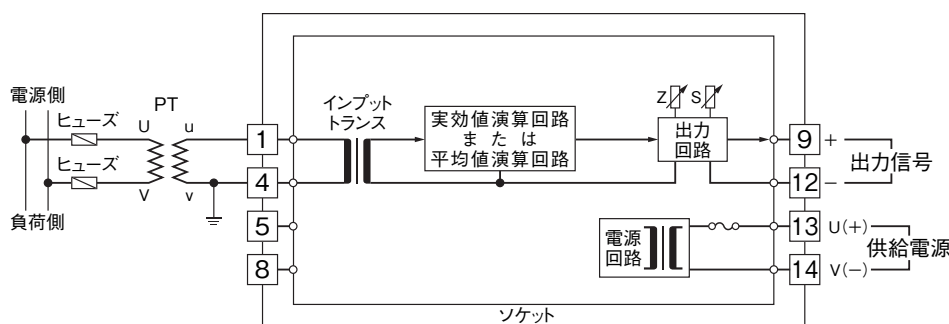 電源側
PT
ヒューズ
U
u
ヒューズ
V
v
負荷側
1
4
5
8
インプット
トランス
実効値演算回路
または
平均値演算回路
Z
S
出力
回路
電源
回路
9
+
12
−
出力信号
13
U(+)
14
V(−)
供給電源
ソケット